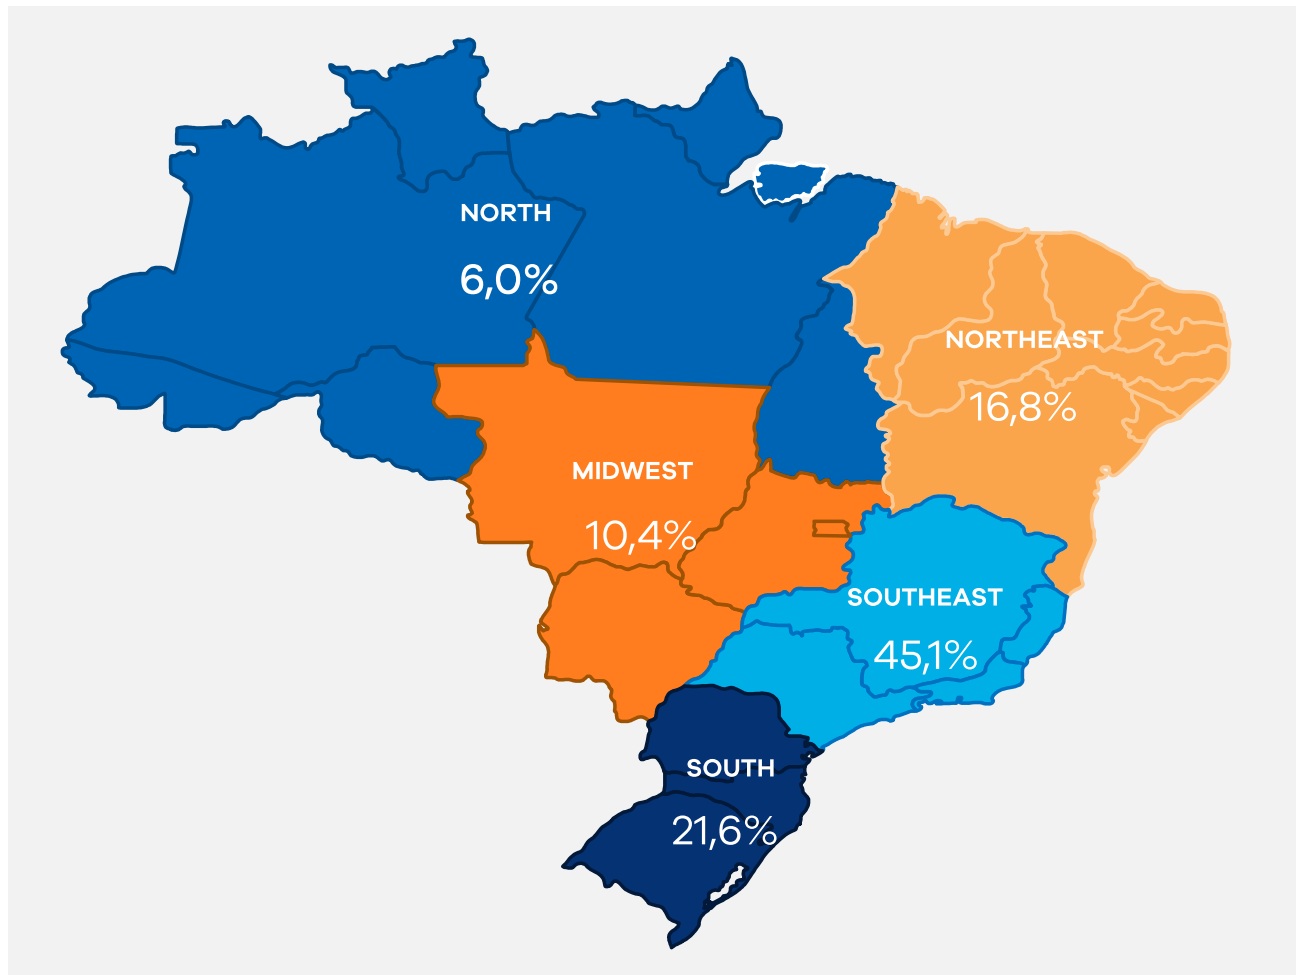 NORTH
6,0%
NORTHEAST
16,8%
MIDWEST
10,4%
SOUTHEAST
45,1%
SOUTH
21,6%